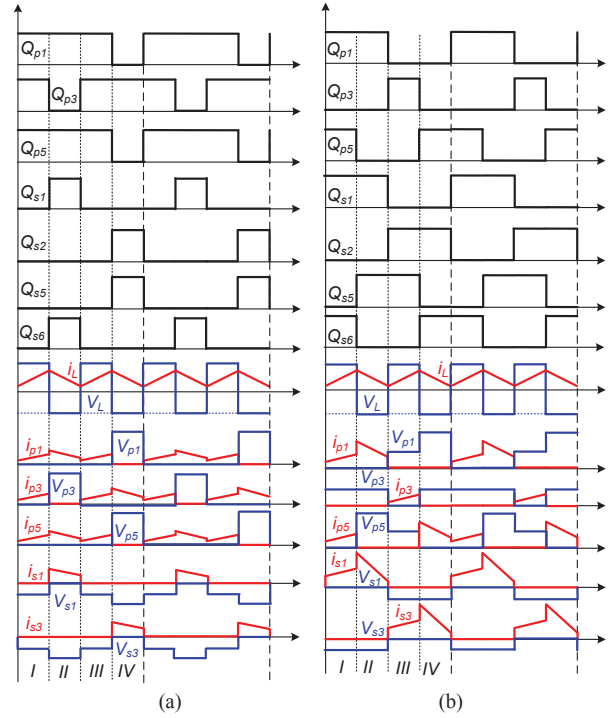 Qp1
Qp3
Qp5
Qs1
Qs2
Qs5
Qs6
iL
VL
ip1
Vp1
ip3
Vp3
ip5
Vp5
is1
Vs1
is3
Vs3
I II III IV
(a)
Qp1
Qp3
Qp5
Qs1
Qs2
Qs5
Qs6
iL
VL
ip1
Vp1
Vp3
ip3
ip5
Vp5
is1
Vs1
is3
Vs3
I II III IV
(b)